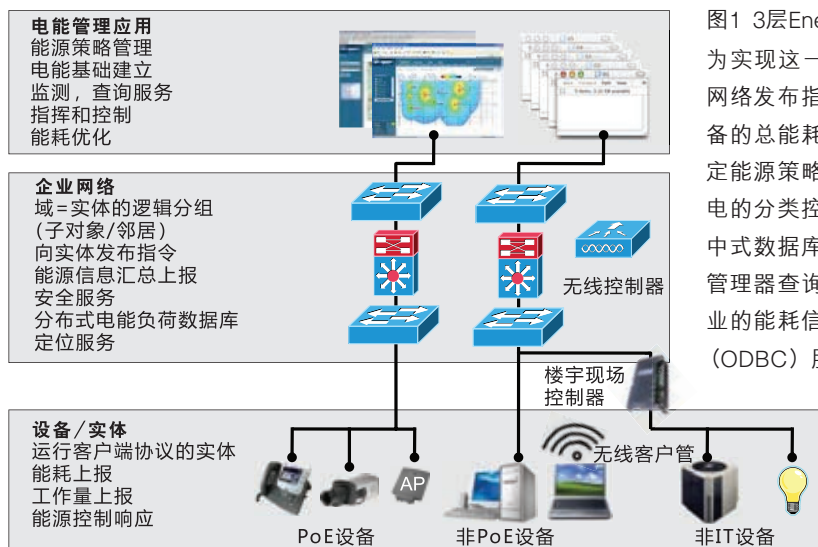 电能管理应用
能源策略管理
电能基础建立
监测，查询服务
指挥和控制
能耗优化
企业网络
域=实体的逻辑分组
(子对象/邻居)
向实体发布指令
能源信息汇总上报
安全服务
分布式电能负荷数据库
定位服务
无线控制器
楼宇现场
控制器
设备/实体
运行客户端协议的实体
能耗上报
工作量上报
能源控制响应
AP
无线客户管
PoE设备
非PoE设备
非IT设备
图1 3层Ene
为实现这一
网络发布指
备的总能耗
定能源策略
电的分类控
中式数据库
管理器查询
业的能耗信
（ODBC）